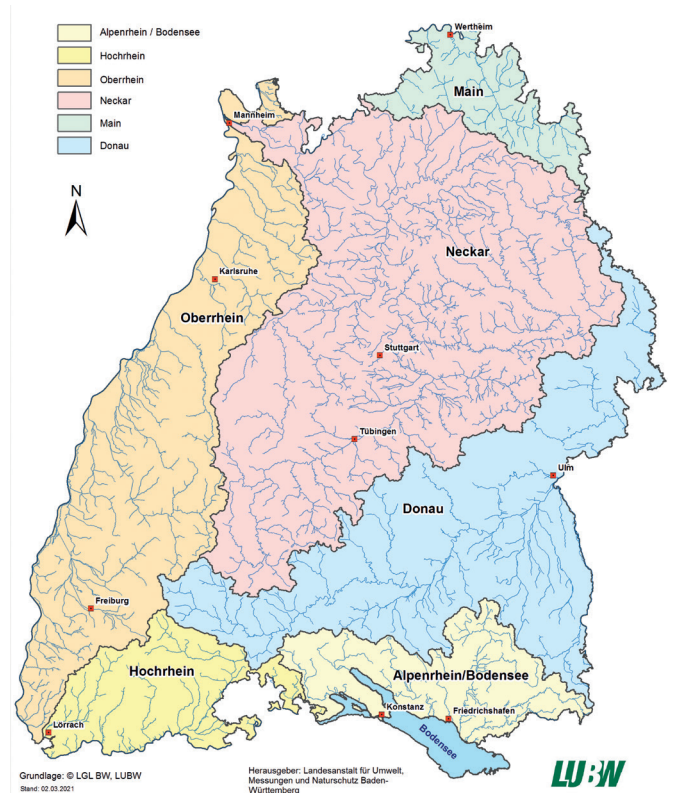 Alpenrhein / Bodensee
Hochrhein
Oberrhein
Neckar
Main
Donau
N
Wertheim
Main
Mannheim
Neckar
Karlsruhe
Oberrhein
Stuttgart
Tübingen
Ulm
Donau
Freiburg
Hochrhein
Alpenrhein/Bodensee
Konstanz
Friedrichshafen
Lörrach
Bodensee
Grundlage: © LGL BW, LUBW
Stand: 02.03.2021
Herausgeber: Landesanstalt für Umwelt,
Messungen und Naturschutz Baden-
Württemberg
LUBW